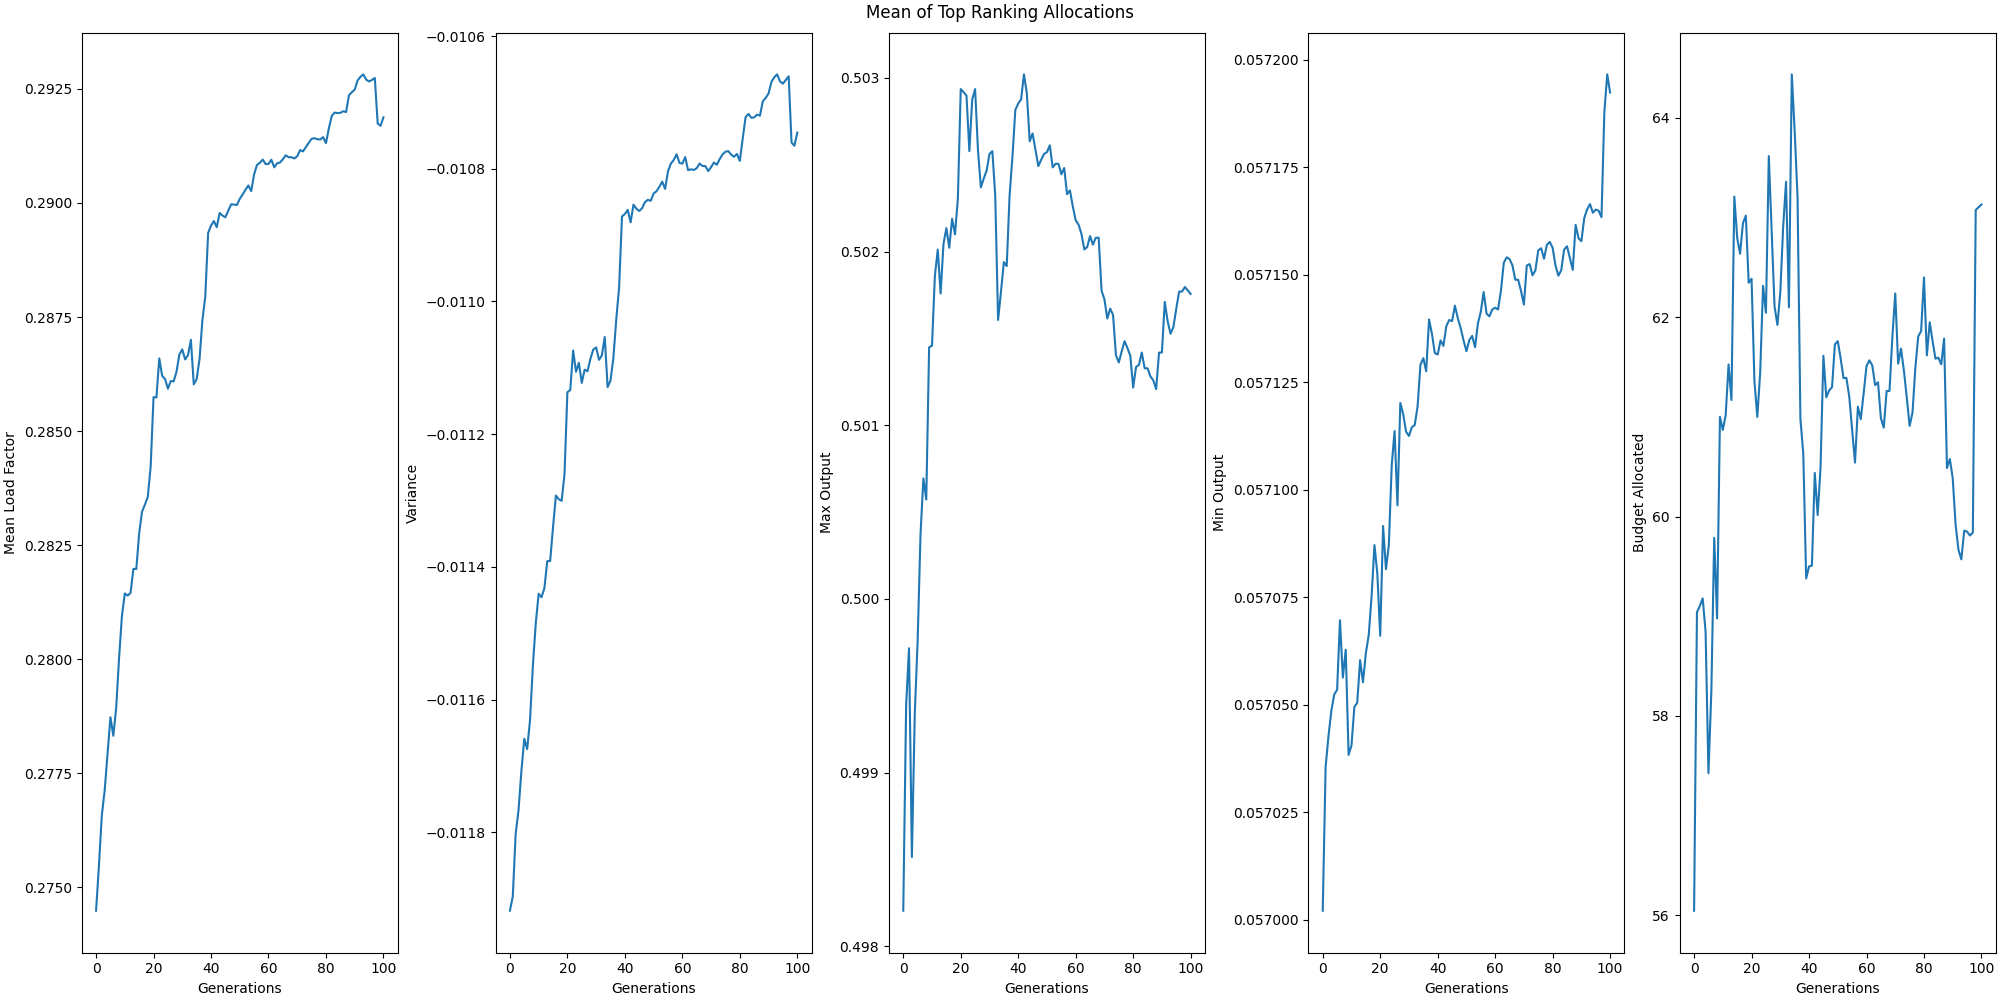 Mean of Top Ranking Allocations
Mean Load Factor
0.2925
0.2900
0.2875
0.2850
0.2825
0.2800
0.2775
0.2750
0 20 40 60 80 100
Generations
Variance
−0.0106
−0.0108
−0.0110
−0.0112
−0.0114
−0.0116
−0.0118
0 20 40 60 80 100
Generations
Max Output
0.503
0.502
0.501
0.500
0.499
0.498
0 20 40 60 80 100
Generations
Min Output
0.057200
0.057175
0.057150
0.057125
0.057100
0.057075
0.057050
0.057025
0.057000
0 20 40 60 80 100
Generations
Budget Allocated
64
62
60
58
56
0 20 40 60 80 100
Generations